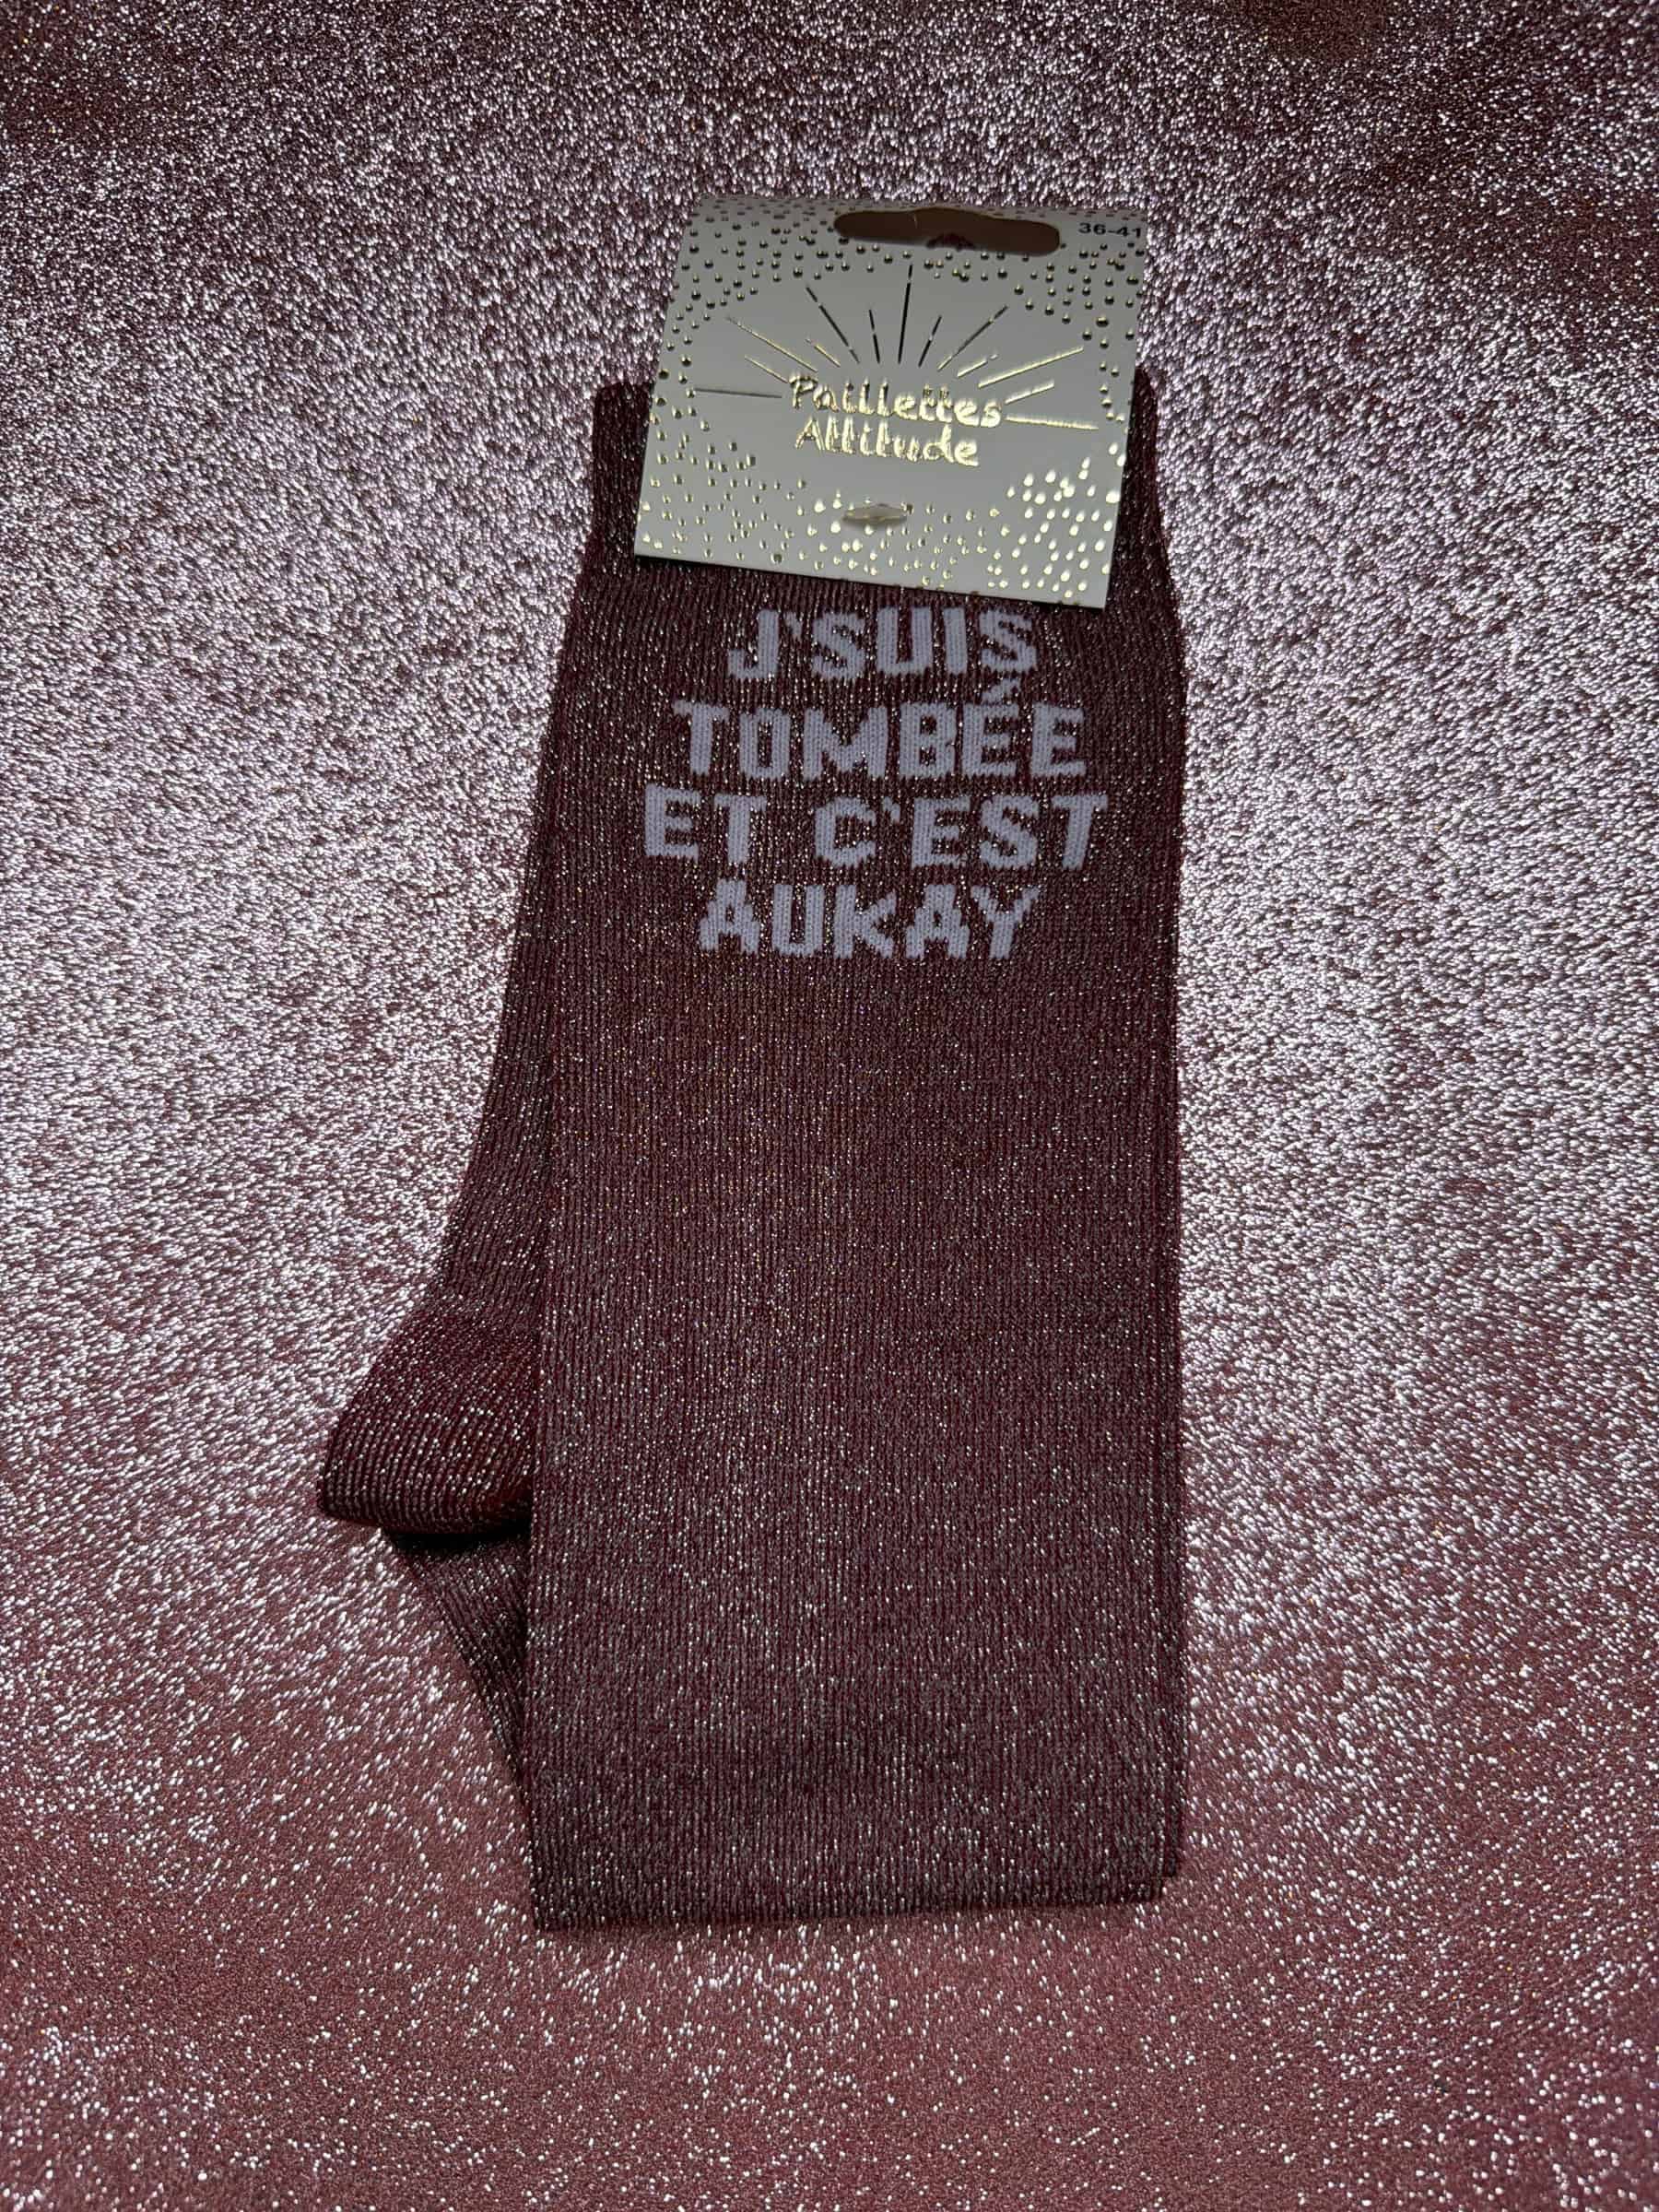 36-41
Paillettes
Attitude
J'SUIS
TOMBÉE
ET C'EST
AUKAY